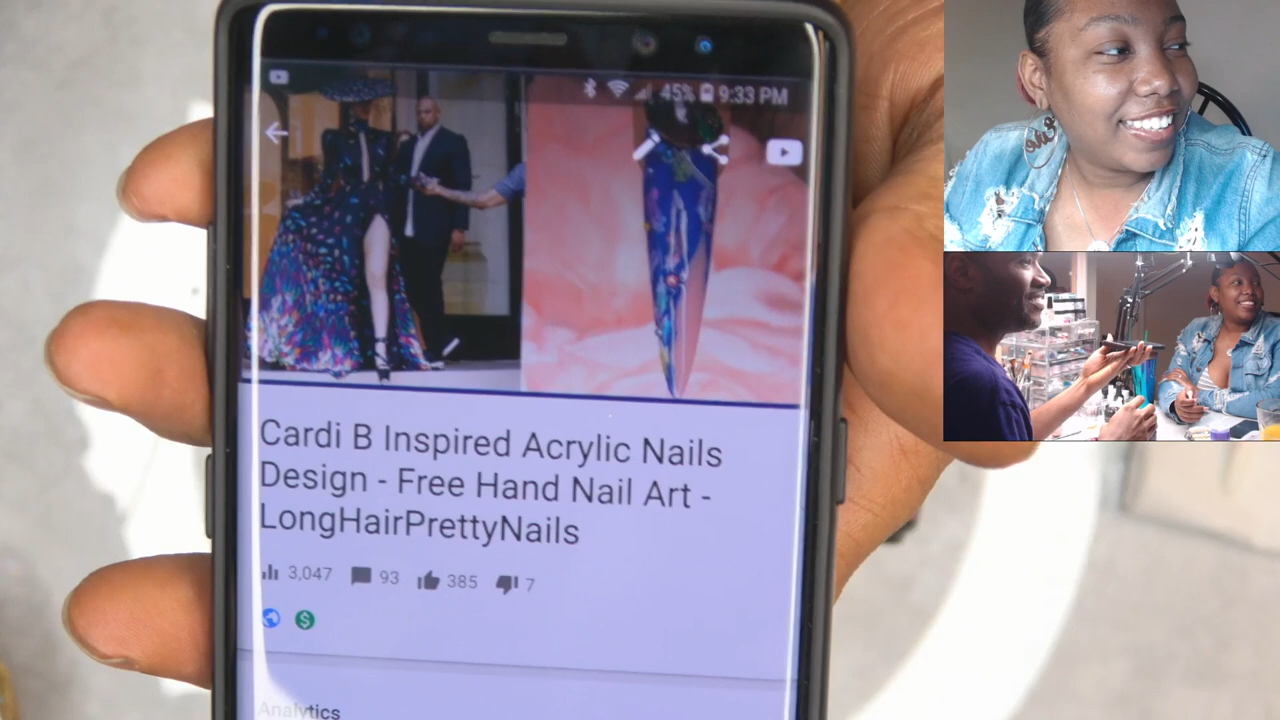 45% 9:33 PM
Cardi B Inspired Acrylic Nails
Design - Free Hand Nail Art -
LongHairPrettyNails
3,047 93 385 7
Analytics